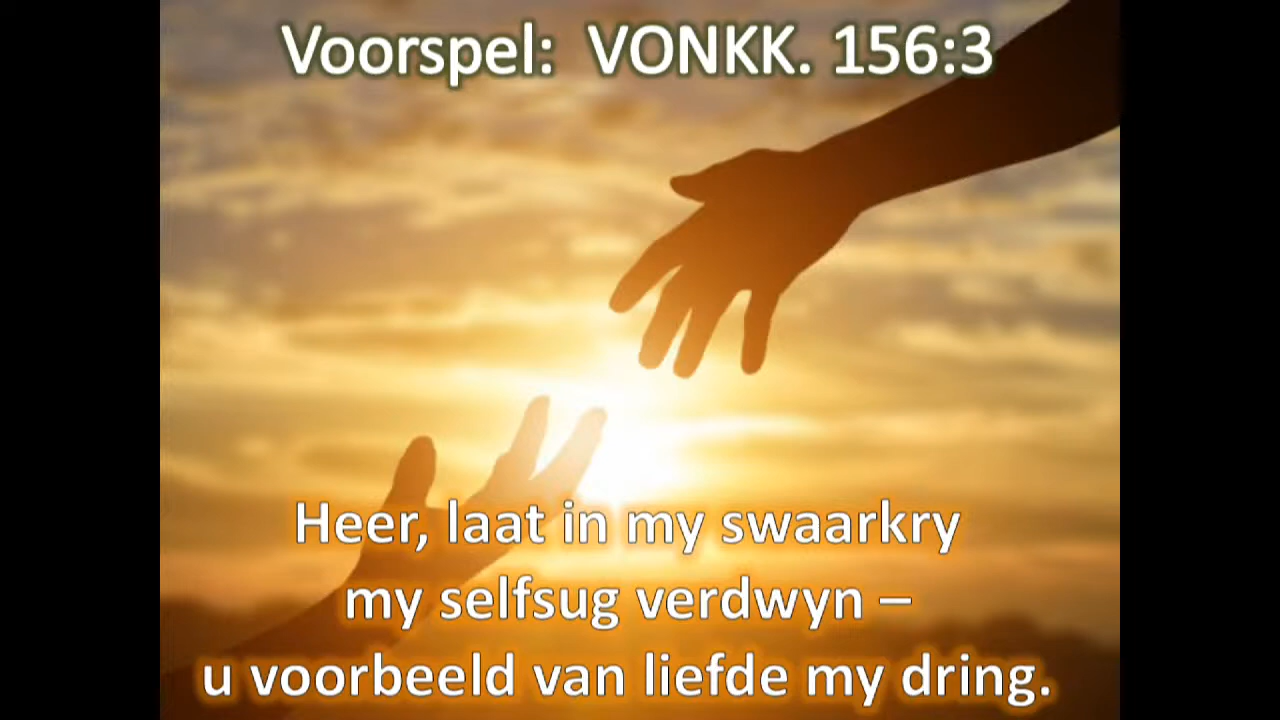 Voorspel: VONKK. 156:3
Heer, laat in my swaarkry
my selfsug verdwyn –
u voorbeeld van liefde my dring.